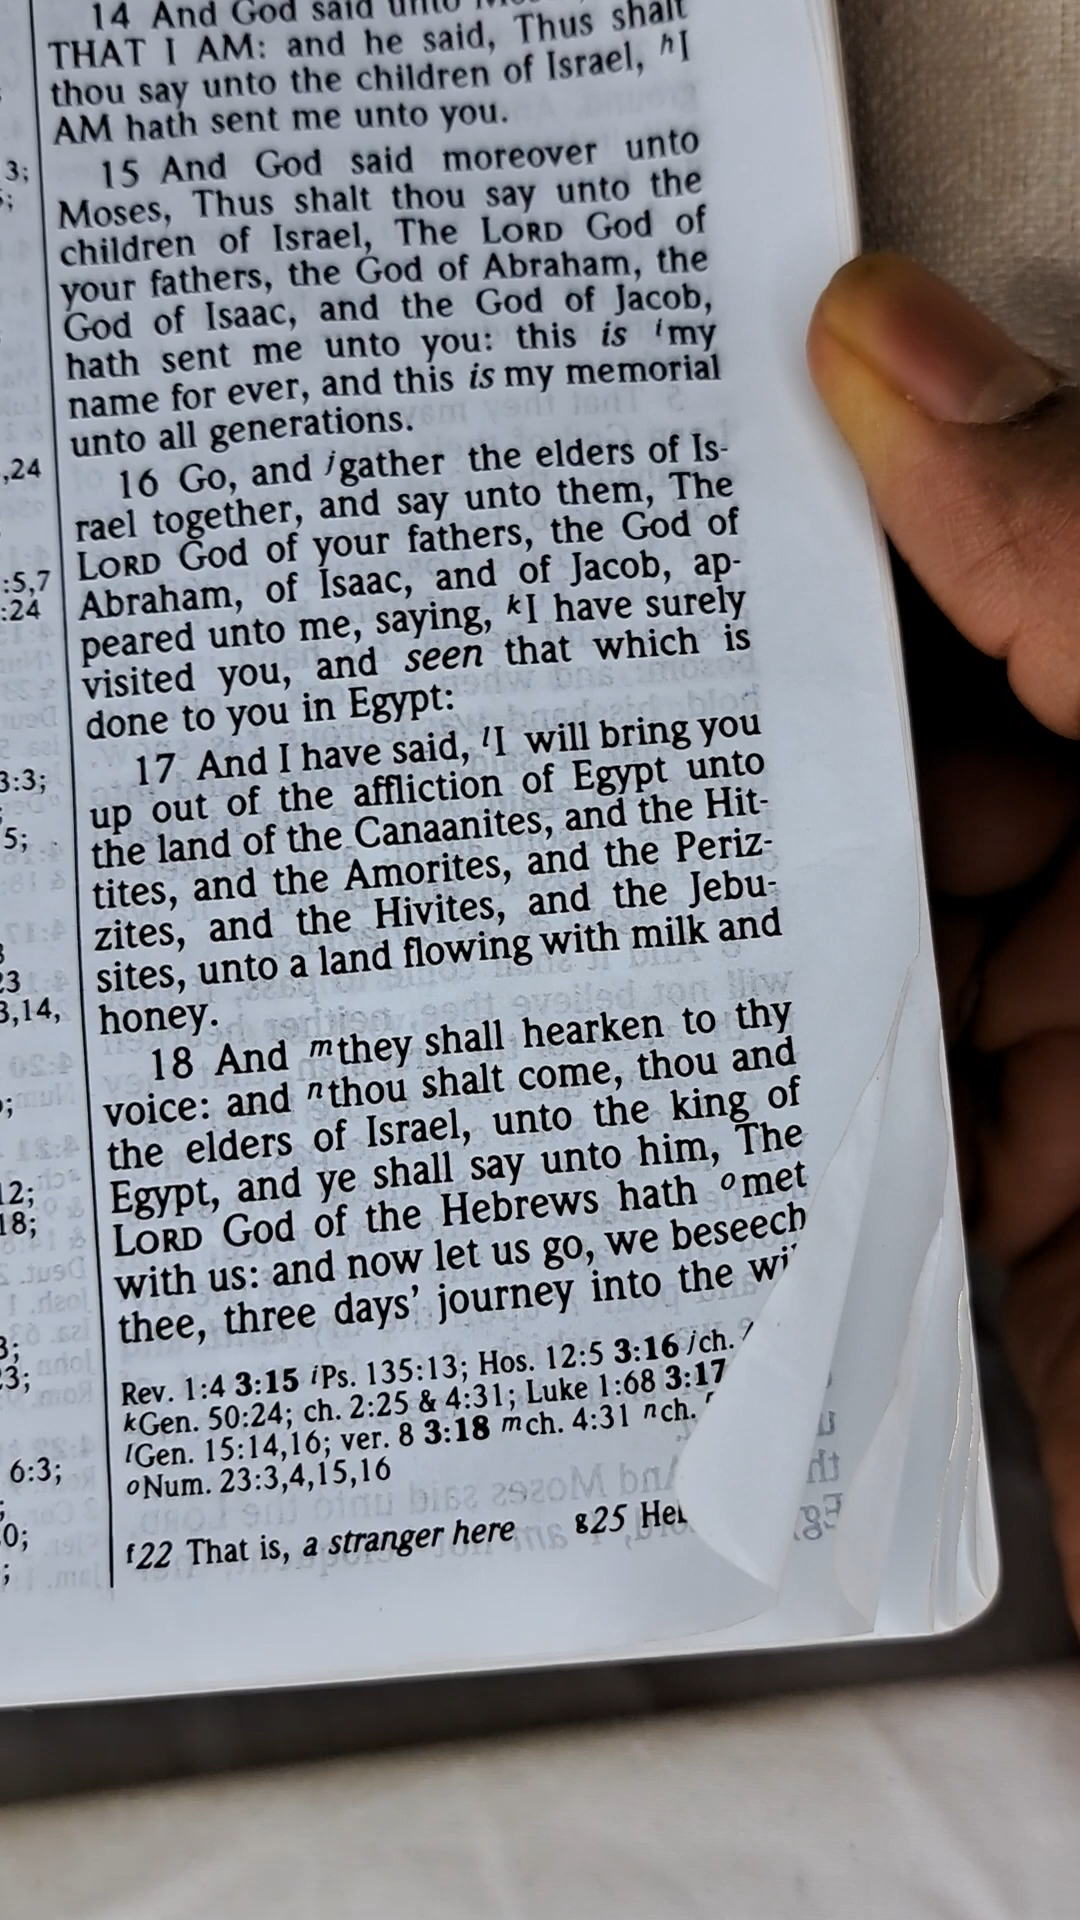 14 And God said unto
THAT I AM: and he said, Thus shalt
thou say unto the children of Israel, hI
AM hath sent me unto you.
15 And God said moreover unto
Moses, Thus shalt thou say unto the
children of Israel, The LORD God of
your fathers, the God of Abraham, the
God of Isaac, and the God of Jacob,
hath sent me unto you: this is imy
name for ever, and this is my memorial
unto all generations.
16 Go, and jgather the elders of Is-
rael together, and say unto them, The
LORD God of your fathers, the God of
Abraham, of Isaac, and of Jacob, ap-
peared unto me, saying, kI have surely
visited you, and seen that which is
done to you in Egypt:
17 And I have said, lI will bring you
up out of the affliction of Egypt unto
the land of the Canaanites, and the Hit-
tites, and the Amorites, and the Periz-
zites, and the Hivites, and the Jebu-
sites, unto a land flowing with milk and
honey.
18 And mthey shall hearken to thy
voice: and nthou shalt come, thou and
the elders of Israel, unto the king of
Egypt, and ye shall say unto him, The
LORD God of the Hebrews hath omet
with us: and now let us go, we beseech
thee, three days' journey into the
Rev. 1:4 3:15 iPs. 135:13; Hos. 12:5 3:16 jch.
kGen. 50:24; ch. 2:25 & 4:31; Luke 1:68 3:17
lGen. 15:14,16; ver. 8 3:18 mch. 4:31 nch.
oNum. 23:3,4,15,16
f22 That is, a stranger here g25
3;
,24
:5,7
:24
3:3;
5;
23
3,14,
12;
18;
3;
3;
6:3;
0;